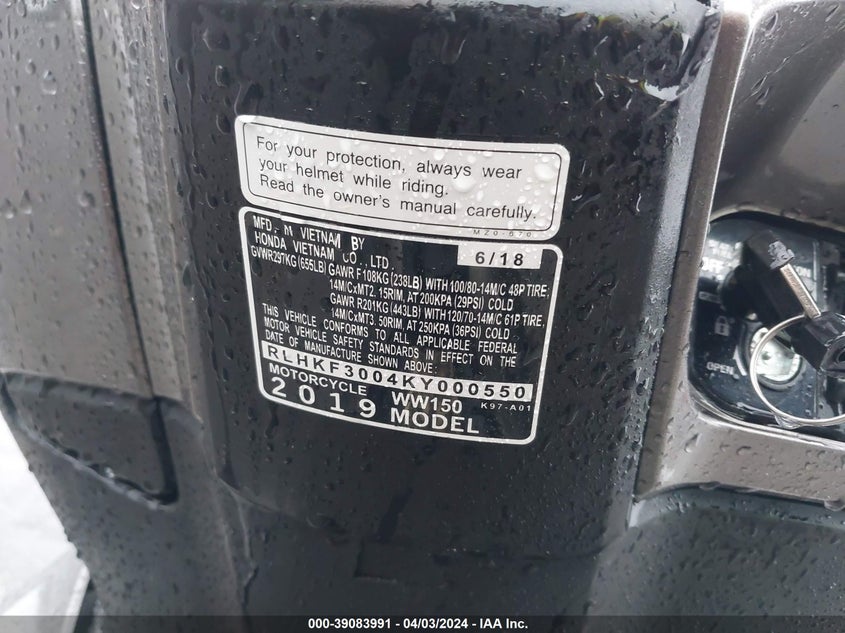 For your protection, always wear
your helmet while riding.
Read the owner's manual carefully.
MZ0-670
MFD. IN VIETNAM BY
HONDA VIETNAM CO., LTD. 6/18
GVWR297KG (655LB) GAWR F108KG (238LB) WITH 100/80-14M/C 48P TIRE,
14M/CxMT2. 15RIM, AT 200KPA (29PSI) COLD
GAWR R201KG (443LB) WITH 120/70-14M/C 61P TIRE,
14M/CxMT3. 50RIM, AT 250KPA (36PSI) COLD
THIS VEHICLE CONFORMS TO ALL APPLICABLE FEDERAL
MOTOR VEHICLE SAFETY STANDARDS IN EFFECT ON THE
DATE OF MANUFACTURE SHOWN ABOVE:
RLHKF3004KY000550
MOTORCYCLE WW150 K97-A01
2019 MODEL
OPEN
000-39083991 / 04/03/2024 - IAA Inc.